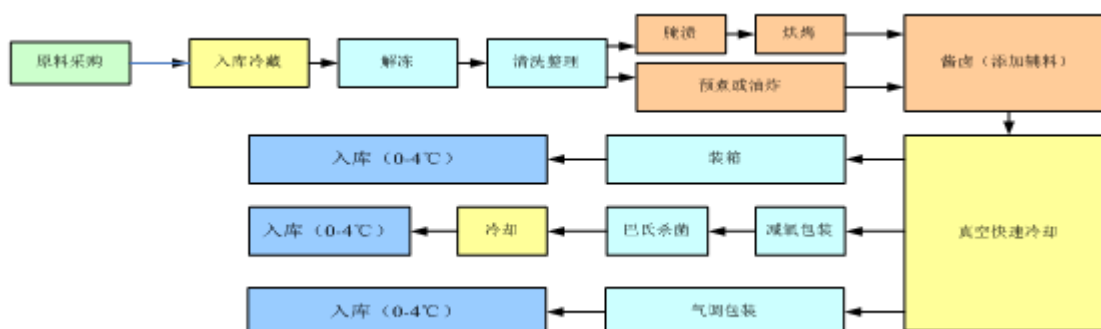 原料采购
入库冷藏
解冻
清洗整理
腌渍
烘烤
预煮或油炸
酱卤（添加辅料）
真空快速冷却
装箱
入库（0-4℃）
减氧包装
巴氏杀菌
冷却
入库（0-4℃）
气调包装
入库（0-4℃）